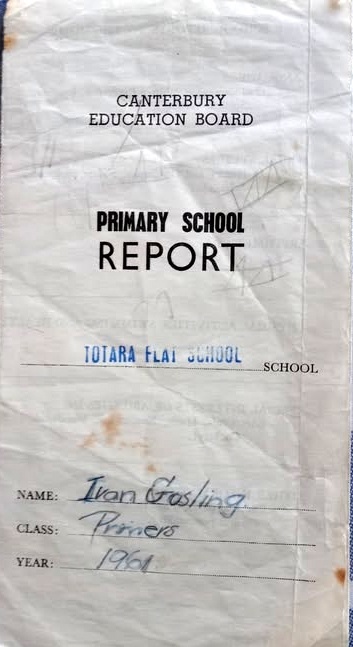 CANTERBURY
EDUCATION BOARD
PRIMARY SCHOOL
REPORT
TOTARA FLAT SCHOOL SCHOOL
NAME: Ivan Gosling
CLASS: Primers
YEAR: 1961